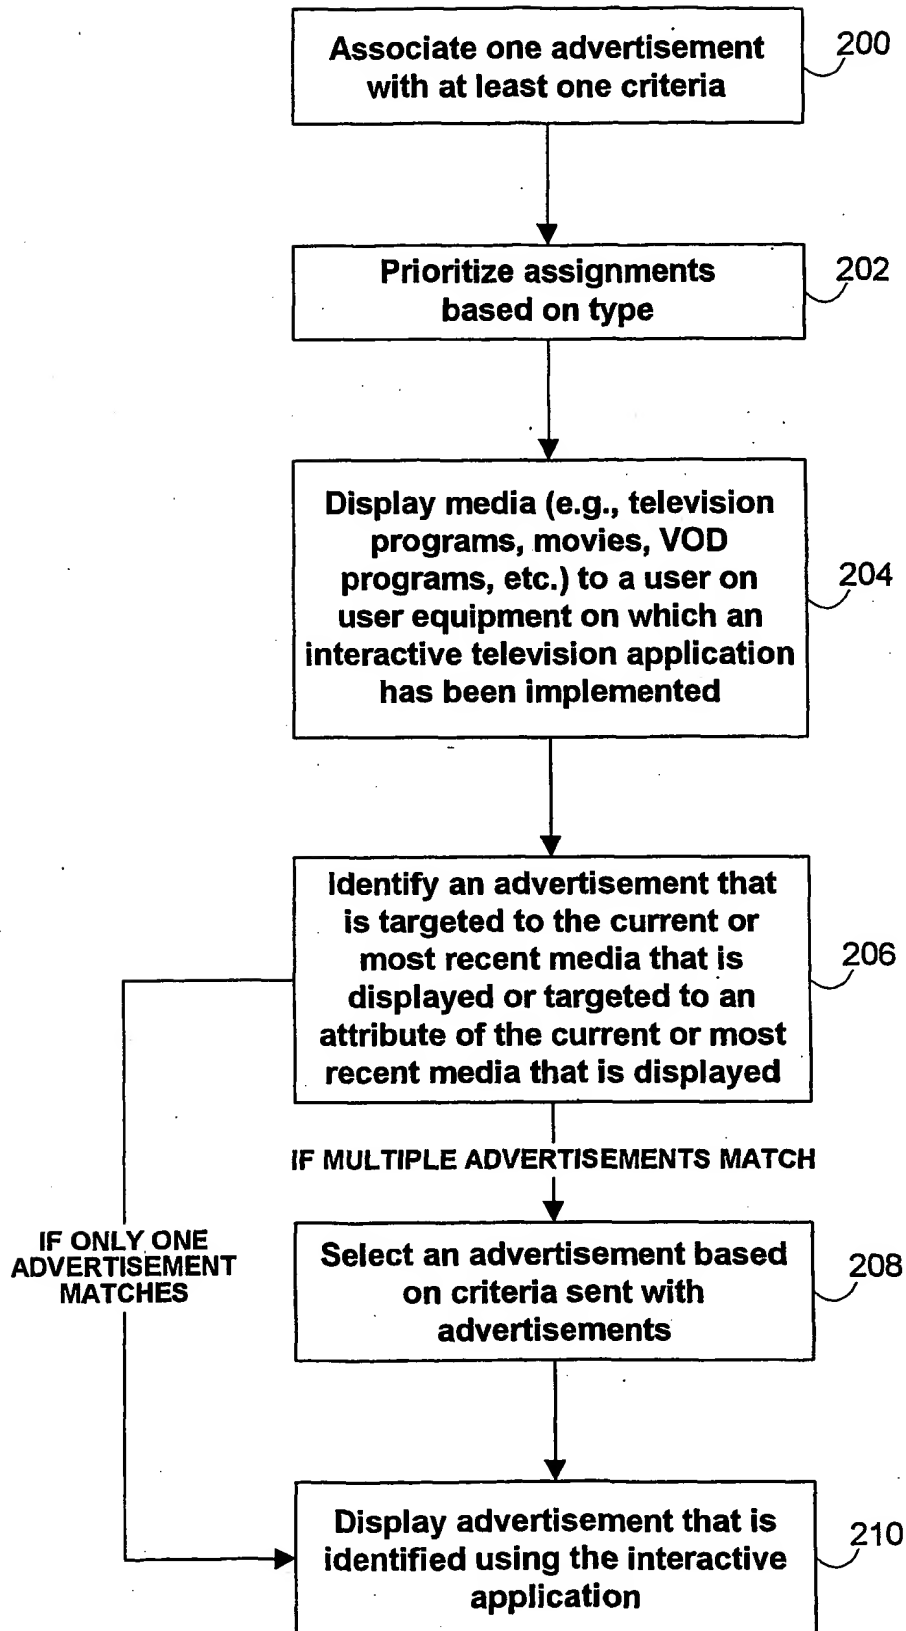 Associate one advertisement
with at least one criteria
200
Prioritize assignments
based on type
202
Display media (e.g., television
programs, movies, VOD
programs, etc.) to a user on
user equipment on which an
interactive television application
has been implemented
204
Identify an advertisement that
is targeted to the current or
most recent media that is
displayed or targeted to an
attribute of the current or most
recent media that is displayed
206
IF MULTIPLE ADVERTISEMENTS MATCH
IF ONLY ONE
ADVERTISEMENT
MATCHES
Select an advertisement based
on criteria sent with
advertisements
208
Display advertisement that is
identified using the interactive
application
210